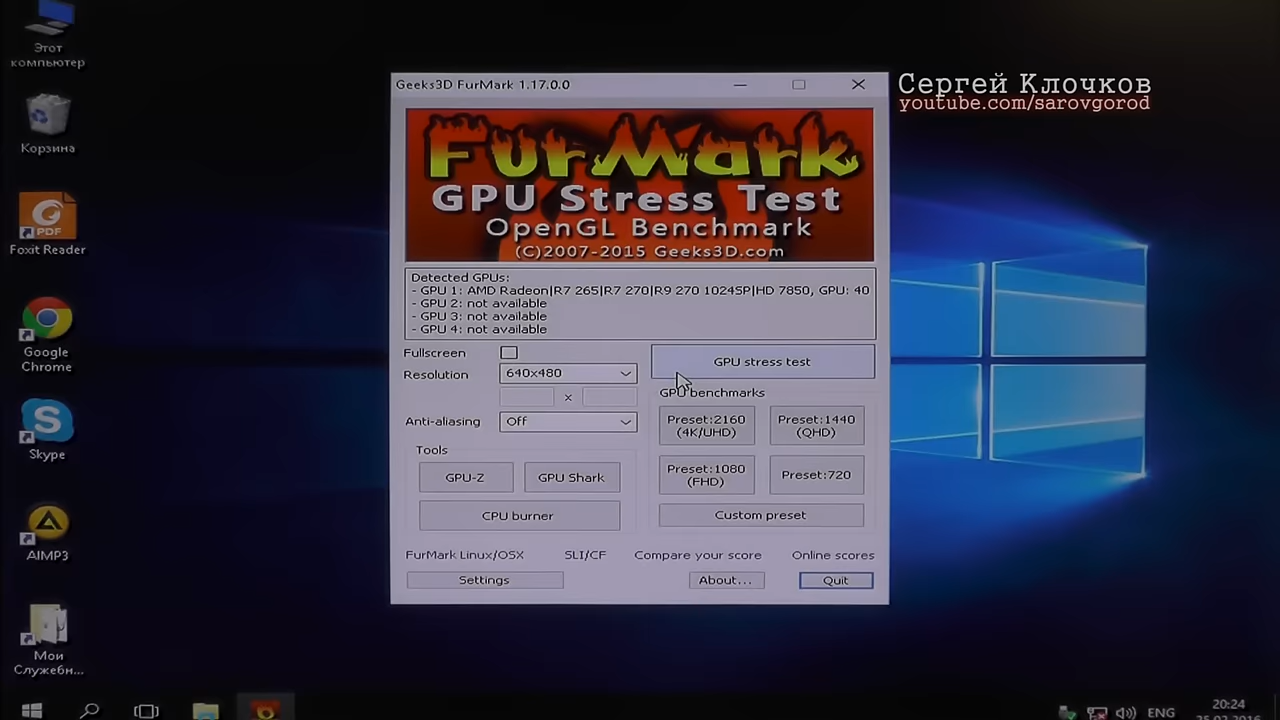 Этот
компьютер
Корзина
Foxit Reader
Google
Chrome
Skype
AIMP3
Мои
Служебн...
Geeks3D FurMark 1.17.0.0
FurMark
GPU Stress Test
OpenGL Benchmark
(C)2007-2015 Geeks3D.com
Detected GPUs:
- GPU 1: AMD Radeon|R7 265|R7 270|R9 270 1024SP|HD 7850, GPU: 40
- GPU 2: not available
- GPU 3: not available
- GPU 4: not available
Fullscreen
Resolution
640x480
x
Anti-aliasing
Off
GPU stress test
GPU benchmarks
Preset:2160
(4K/UHD)
Preset:1440
(QHD)
Preset:1080
(FHD)
Preset:720
Custom preset
Tools
GPU-Z
GPU Shark
CPU burner
FurMark Linux/OSX
SLI/CF
Compare your score
Online scores
Settings
About...
Quit
Сергей Клочков
youtube.com/sarovgorod
PDF
ENG
20:24